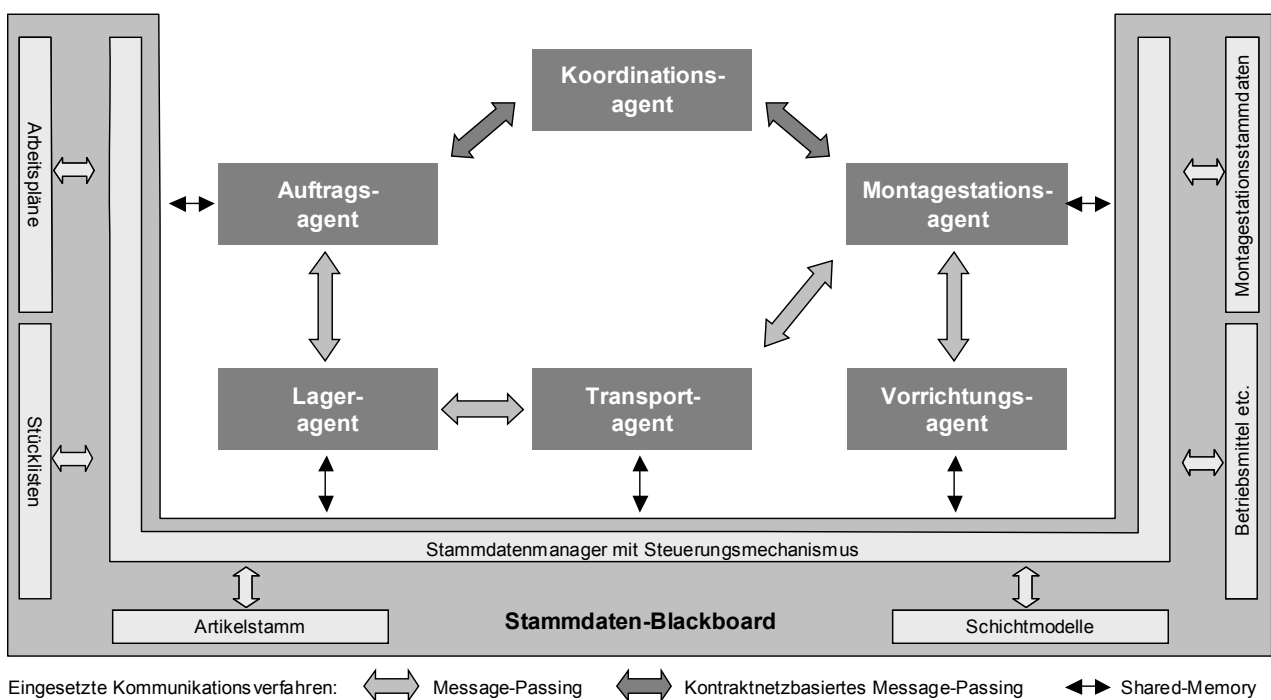 Koordinations-
agent
Auftrags-
agent
Montagestations-
agent
Lager-
agent
Transport-
agent
Vorrichtungs-
agent
Arbeitspläne
Stücklisten
Montagestationsstammdaten
Betriebsmittel etc.
Stammdatenmanager mit Steuerungsmechanismus
Artikelstamm
Stammdaten-Blackboard
Schichtmodelle
Eingesetzte Kommunikationsverfahren: Message-Passing Kontraktnetzbasiertes Message-Passing Shared-Memory